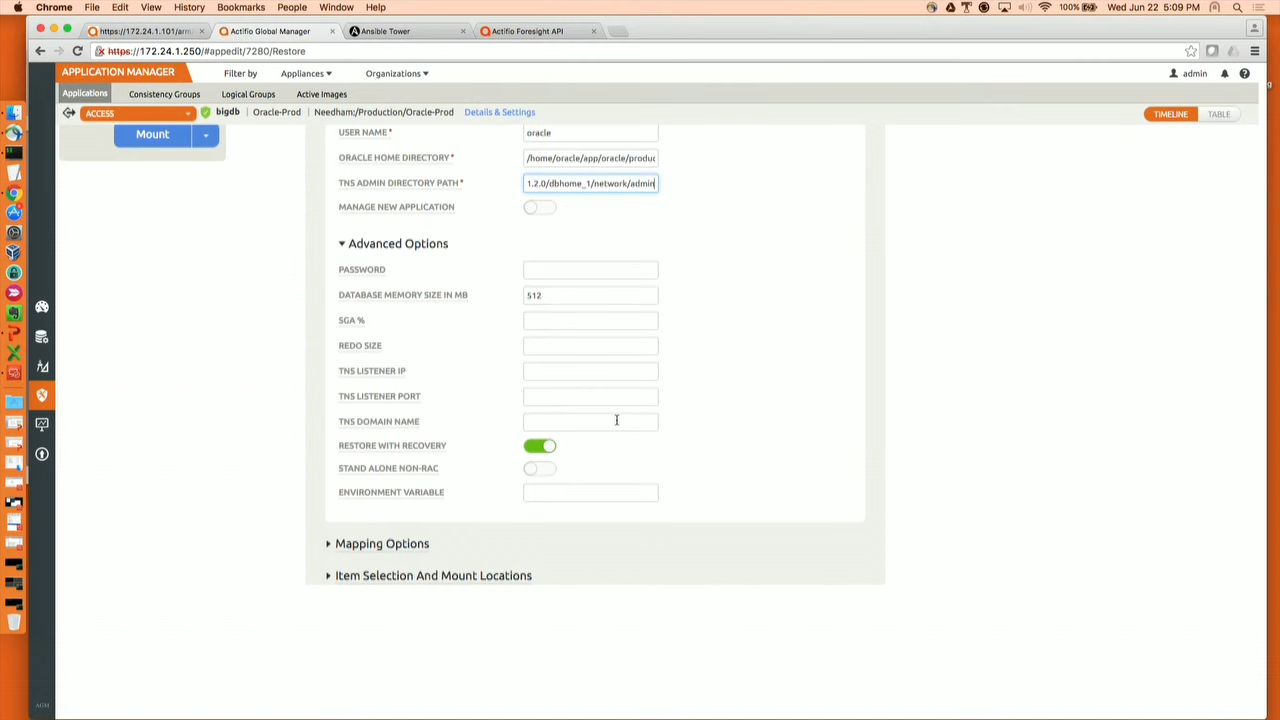 Chrome File Edit View History Bookmarks People Window Help 100% Wed Jun 22 5:09 PM
https://172.24.1.101/arm Actifio Global Manager Ansible Tower Actifio Foresight API
https://172.24.1.250/#appedit/7280/Restore
APPLICATION MANAGER Filter by Appliances Organizations admin
Applications Consistency Groups Logical Groups Active Images
ACCESS bigdb Oracle-Prod Needham:/Production/Oracle-Prod Details & Settings TIMELINE TABLE
Mount
USER NAME* oracle
ORACLE HOME DIRECTORY* /home/oracle/app/oracle/produc
TNS ADMIN DIRECTORY PATH* 1.2.0/dbhome_1/network/admin
MANAGE NEW APPLICATION
Advanced Options
PASSWORD
DATABASE MEMORY SIZE IN MB 512
SGA %
REDO SIZE
TNS LISTENER IP
TNS LISTENER PORT
TNS DOMAIN NAME
RESTORE WITH RECOVERY
STAND ALONE NON-RAC
ENVIRONMENT VARIABLE
Mapping Options
Item Selection And Mount Locations
AGM